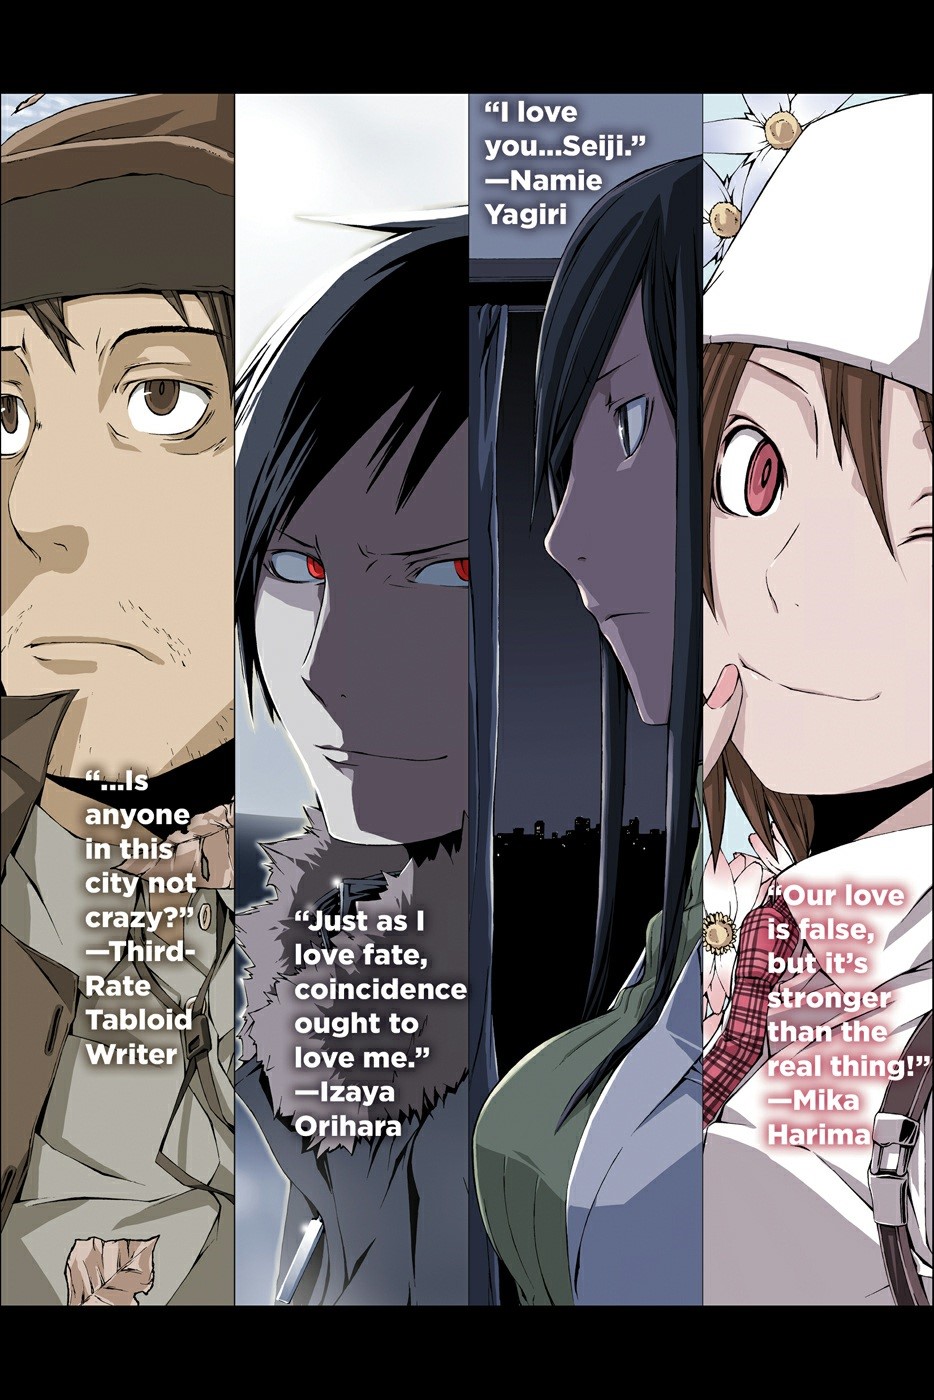 “...Is
anyone
in this
city not
crazy?”
—Third-
Rate
Tabloid
Writer
“Just as I
love fate,
coincidence
ought to
love me.”
—Izaya
Orihara
“I love
you...Seiji.”
—Namie
Yagiri
“Our love
is false,
but it’s
stronger
than the
real thing!”
—Mika
Harima